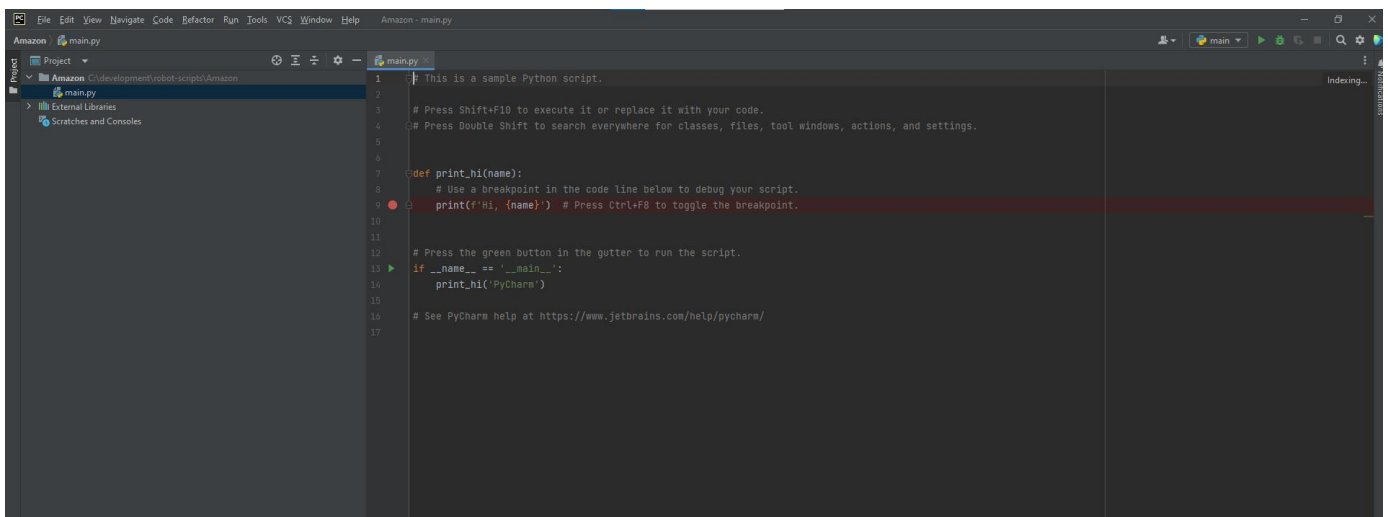 PC File Edit View Navigate Code Refactor Run Tools VCS Window Help Amazon - main.py
Amazon main.py main
Project Project main.py
Amazon C:\development\robot-scripts\Amazon
main.py
External Libraries
Scratches and Consoles
1 # This is a sample Python script.
2
3 # Press Shift+F10 to execute it or replace it with your code.
4 # Press Double Shift to search everywhere for classes, files, tool windows, actions, and settings.
5
6
7 def print_hi(name):
8 # Use a breakpoint in the code line below to debug your script.
9 print(f'Hi, {name}') # Press Ctrl+F8 to toggle the breakpoint.
10
11
12 # Press the green button in the gutter to run the script.
13 if __name__ == '__main__':
14 print_hi('PyCharm')
15
16 # See PyCharm help at https://www.jetbrains.com/help/pycharm/
17
Indexing...
Notifications